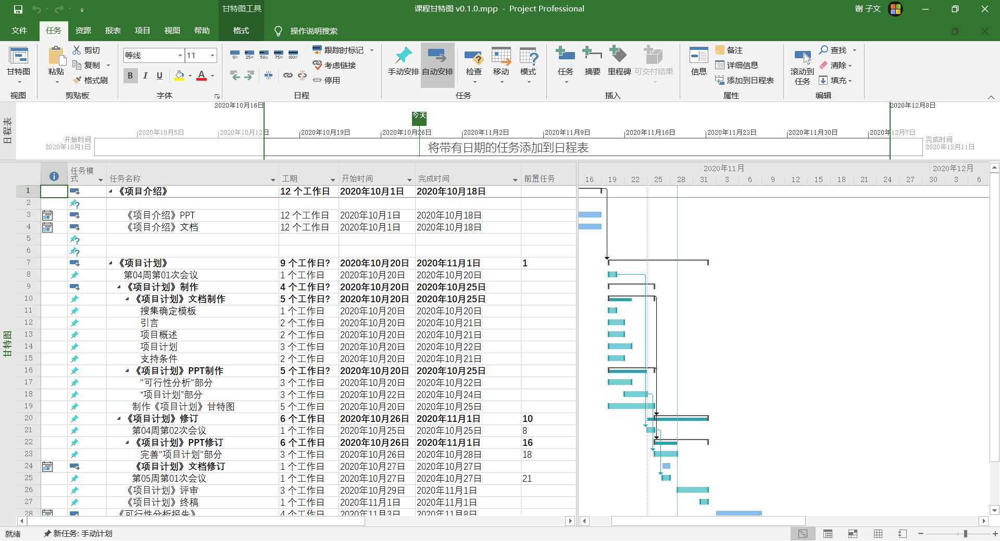 甘特图工具
课程甘特图 v0.1.0.mpp - Project Professional
谢 子文
文件 任务 资源 报表 项目 视图 帮助 格式 操作说明搜索
甘特图
视图
粘贴
剪切
复制
格式刷
剪贴板
等线 11
B I U A
字体
0% 25% 50% 75% 100%
跟踪时标记
考虑链接
停用
日程
手动安排 自动安排 检查 移动 模式
任务
任务 摘要 里程碑 可交付结果
插入
信息
备注
详细信息
添加到日程表
属性
滚动到
任务
查找
清除
填充
编辑
日程表
2020年10月16日 2020年12月8日
今天
2020年10月5日 2020年10月12日 2020年10月19日 2020年10月26日 2020年11月2日 2020年11月9日 2020年11月16日 2020年11月23日 2020年11月30日 2020年12月7日
开始时间
2020年10月1日
将带有日期的任务添加到日程表
完成时间
2020年12月11日
甘特图
任务模式 任务名称 工期 开始时间 完成时间 前置任务
2020年11月 2020年12月
16 19 22 25 28 31 3 6 9 12 15 18 21 24 27 30 3 6
1 《项目介绍》 12 个工作日 2020年10月1日 2020年10月18日
2
3 《项目介绍》PPT 12 个工作日 2020年10月1日 2020年10月18日
4 《项目介绍》文档 12 个工作日 2020年10月1日 2020年10月18日
5
6
7 《项目计划》 9 个工作日? 2020年10月20日 2020年11月1日 1
8 第04周第01次会议 1 个工作日 2020年10月20日 2020年10月20日
9 《项目计划》制作 4 个工作日? 2020年10月20日 2020年10月25日
10 《项目计划》文档制作 5 个工作日? 2020年10月20日 2020年10月25日
11 搜集确定模板 1 个工作日 2020年10月20日 2020年10月20日
12 引言 2 个工作日 2020年10月20日 2020年10月21日
13 项目概述 2 个工作日 2020年10月20日 2020年10月21日
14 项目计划 3 个工作日 2020年10月20日 2020年10月22日
15 支持条件 2 个工作日 2020年10月20日 2020年10月21日
16 《项目计划》PPT制作 5 个工作日? 2020年10月20日 2020年10月25日
17 "可行性分析"部分 3 个工作日 2020年10月20日 2020年10月22日
18 “项目计划”部分 3 个工作日 2020年10月22日 2020年10月24日
19 制作《项目计划》甘特图 5 个工作日 2020年10月20日 2020年10月25日
20 《项目计划》修订 6 个工作日 2020年10月26日 2020年11月1日 10
21 第04周第02次会议 1 个工作日 2020年10月25日 2020年10月25日 8
22 《项目计划》PPT修订 6 个工作日 2020年10月26日 2020年11月1日 16
23 完善"项目计划"部分 3 个工作日 2020年10月26日 2020年10月28日 18
24 《项目计划》文档修订 1 个工作日 2020年10月27日 2020年10月27日
25 第05周第01次会议 1 个工作日 2020年10月27日 2020年10月27日 21
26 《项目计划》评审 3 个工作日 2020年10月29日 2020年11月1日
27 《项目计划》终稿 1 个工作日 2020年11月1日 2020年11月1日
28 《可行性分析报告》 4 个工作日 2020年11月3日 2020年11月8日
就绪 新任务: 手动计划